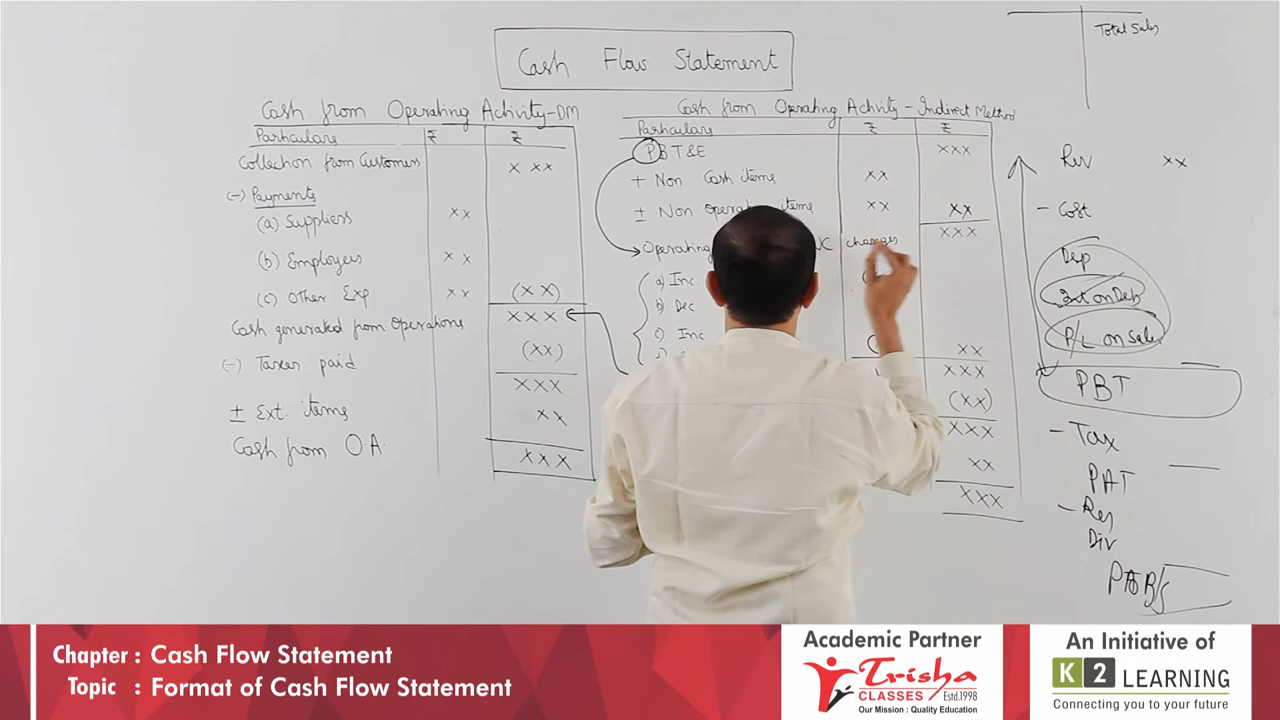 Cash Flow Statement
Cash from Operating Activity-DM
Particulars ₹ ₹
Collection from Customers x xx
(-) Payments
(a) Suppliers xx
(b) Employees xx
(c) Other Exp xx (xx)
Cash generated from Operations xxx
(-) Taxes paid (xx)
xxx
± Ext. items xx
Cash from O.A. xxx
Cash from Operating Activity - Indirect Method
Particulars ₹ ₹
PBT&E xxx
+ Non Cash items xx
± Non items xx xx
xxx
Operating changes
a) Inc
b) Dec
c) Inc
xx
xxx
(xx)
xxx
xx
xxx
Total Sales
Rev xx
- Cost
Dep
Int on Deb
P/L on Sale
PBT
- Tax
PAT
- Res
Div
Chapter : Cash Flow Statement
Topic : Format of Cash Flow Statement
Academic Partner
Trisha
CLASSES Estd.1998
Our Mission : Quality Education
An Initiative of
K2 LEARNING
Connecting you to your future